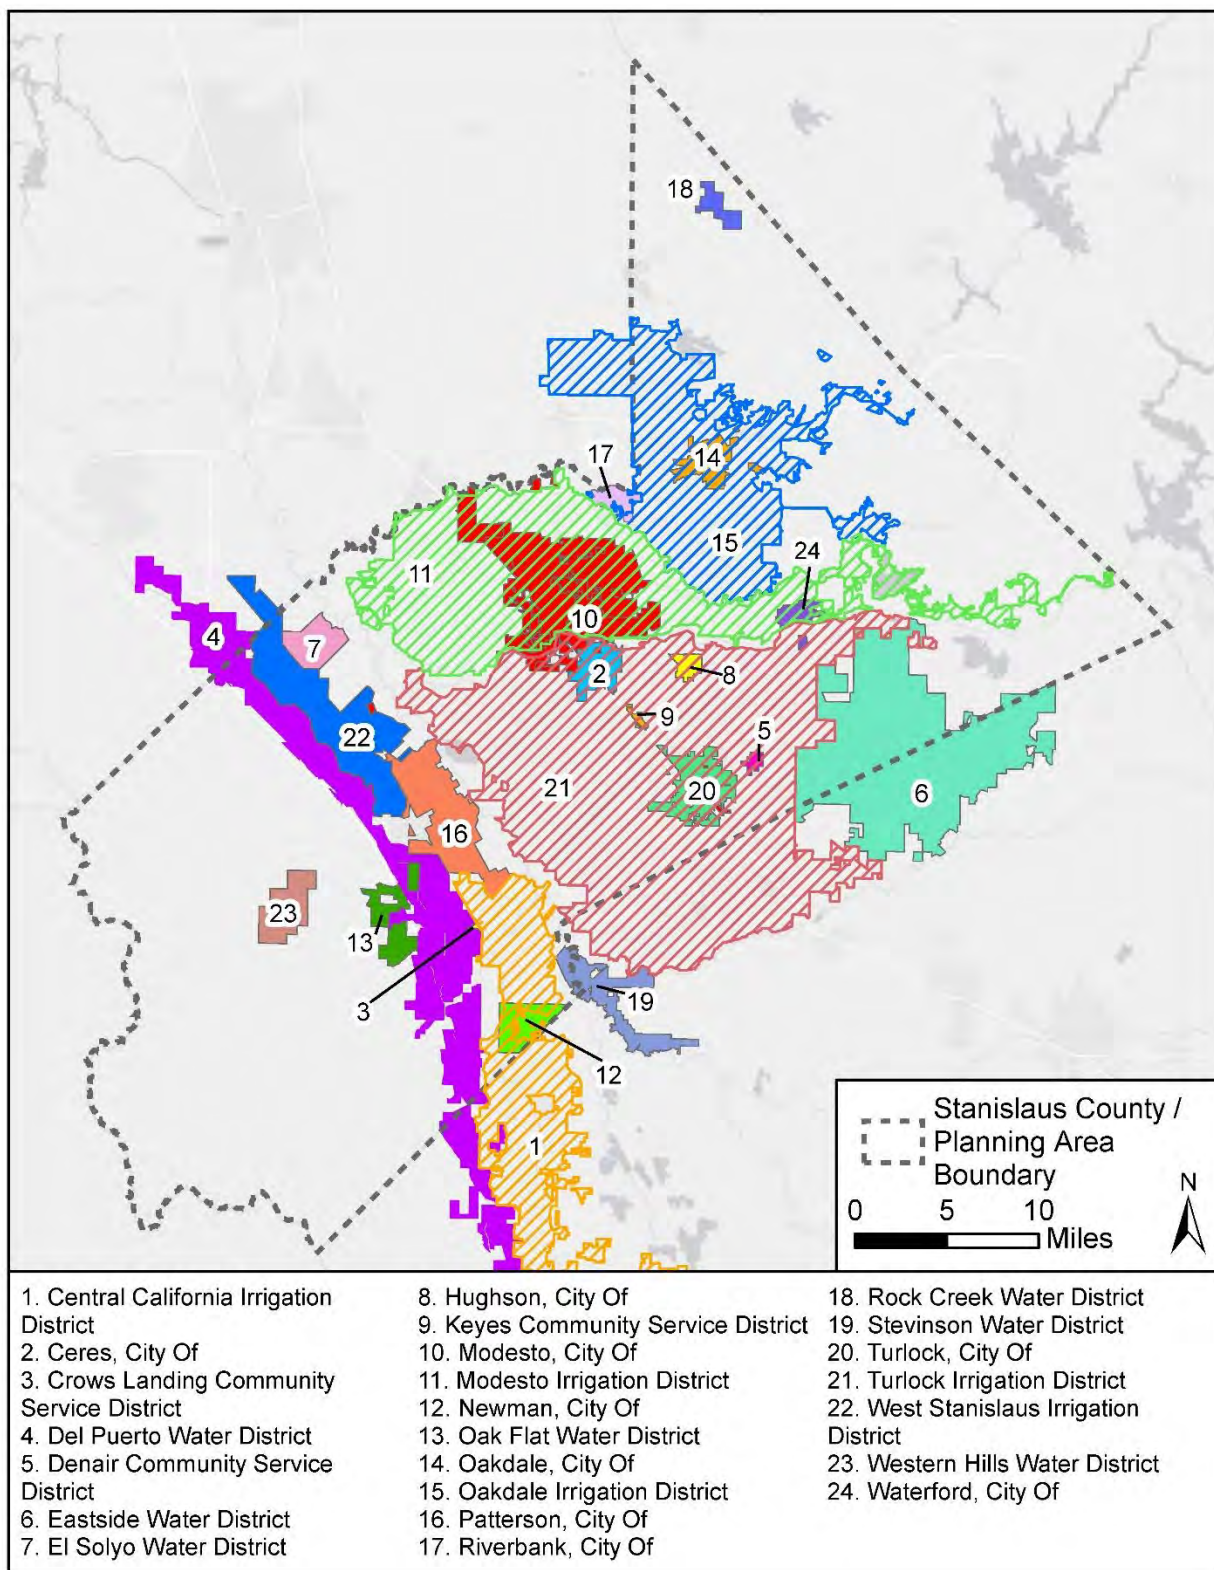 18
17
14
15
24
11
10
4
7
2
8
9
5
22
21
20
6
16
23
13
3
19
12
1
Stanislaus County /
Planning Area
Boundary
N
0 5 10
Miles
1. Central California Irrigation
District
2. Ceres, City Of
3. Crows Landing Community
Service District
4. Del Puerto Water District
5. Denair Community Service
District
6. Eastside Water District
7. El Solyo Water District
8. Hughson, City Of
9. Keyes Community Service District
10. Modesto, City Of
11. Modesto Irrigation District
12. Newman, City Of
13. Oak Flat Water District
14. Oakdale, City Of
15. Oakdale Irrigation District
16. Patterson, City Of
17. Riverbank, City Of
18. Rock Creek Water District
19. Stevinson Water District
20. Turlock, City Of
21. Turlock Irrigation District
22. West Stanislaus Irrigation
District
23. Western Hills Water District
24. Waterford, City Of